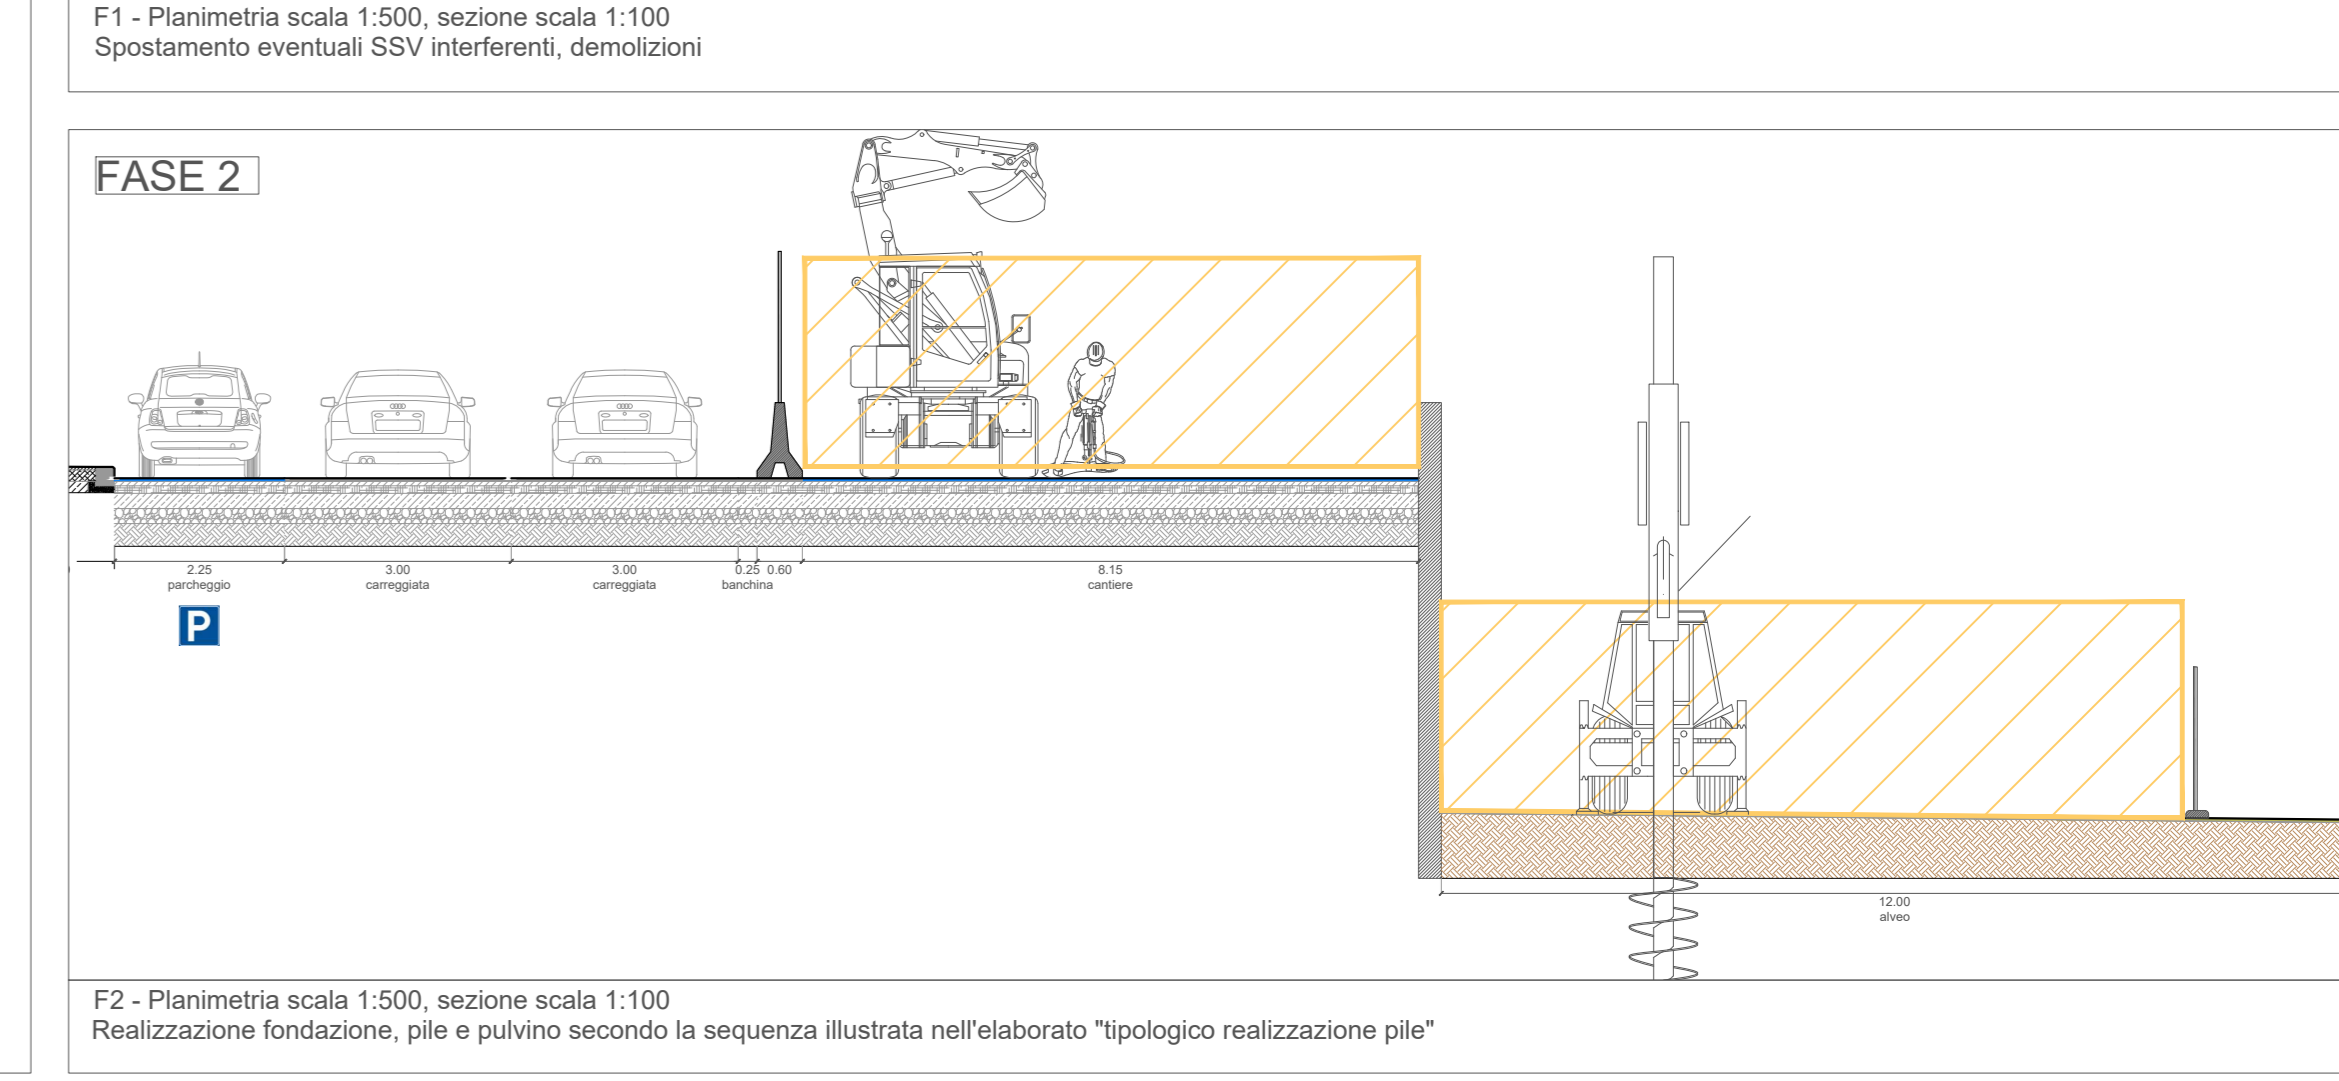 F1 - Planimetria scala 1:500, sezione scala 1:100
Spostamento eventuali SSV interferenti, demolizioni
FASE 2
2.25
parcheggio
3.00
carreggiata
3.00
carreggiata
0.25 0.60
banchina
8.15
cantiere
P
12.00
alveo
F2 - Planimetria scala 1:500, sezione scala 1:100
Realizzazione fondazione, pile e pulvino secondo la sequenza illustrata nell'elaborato "tipologico realizzazione pile"